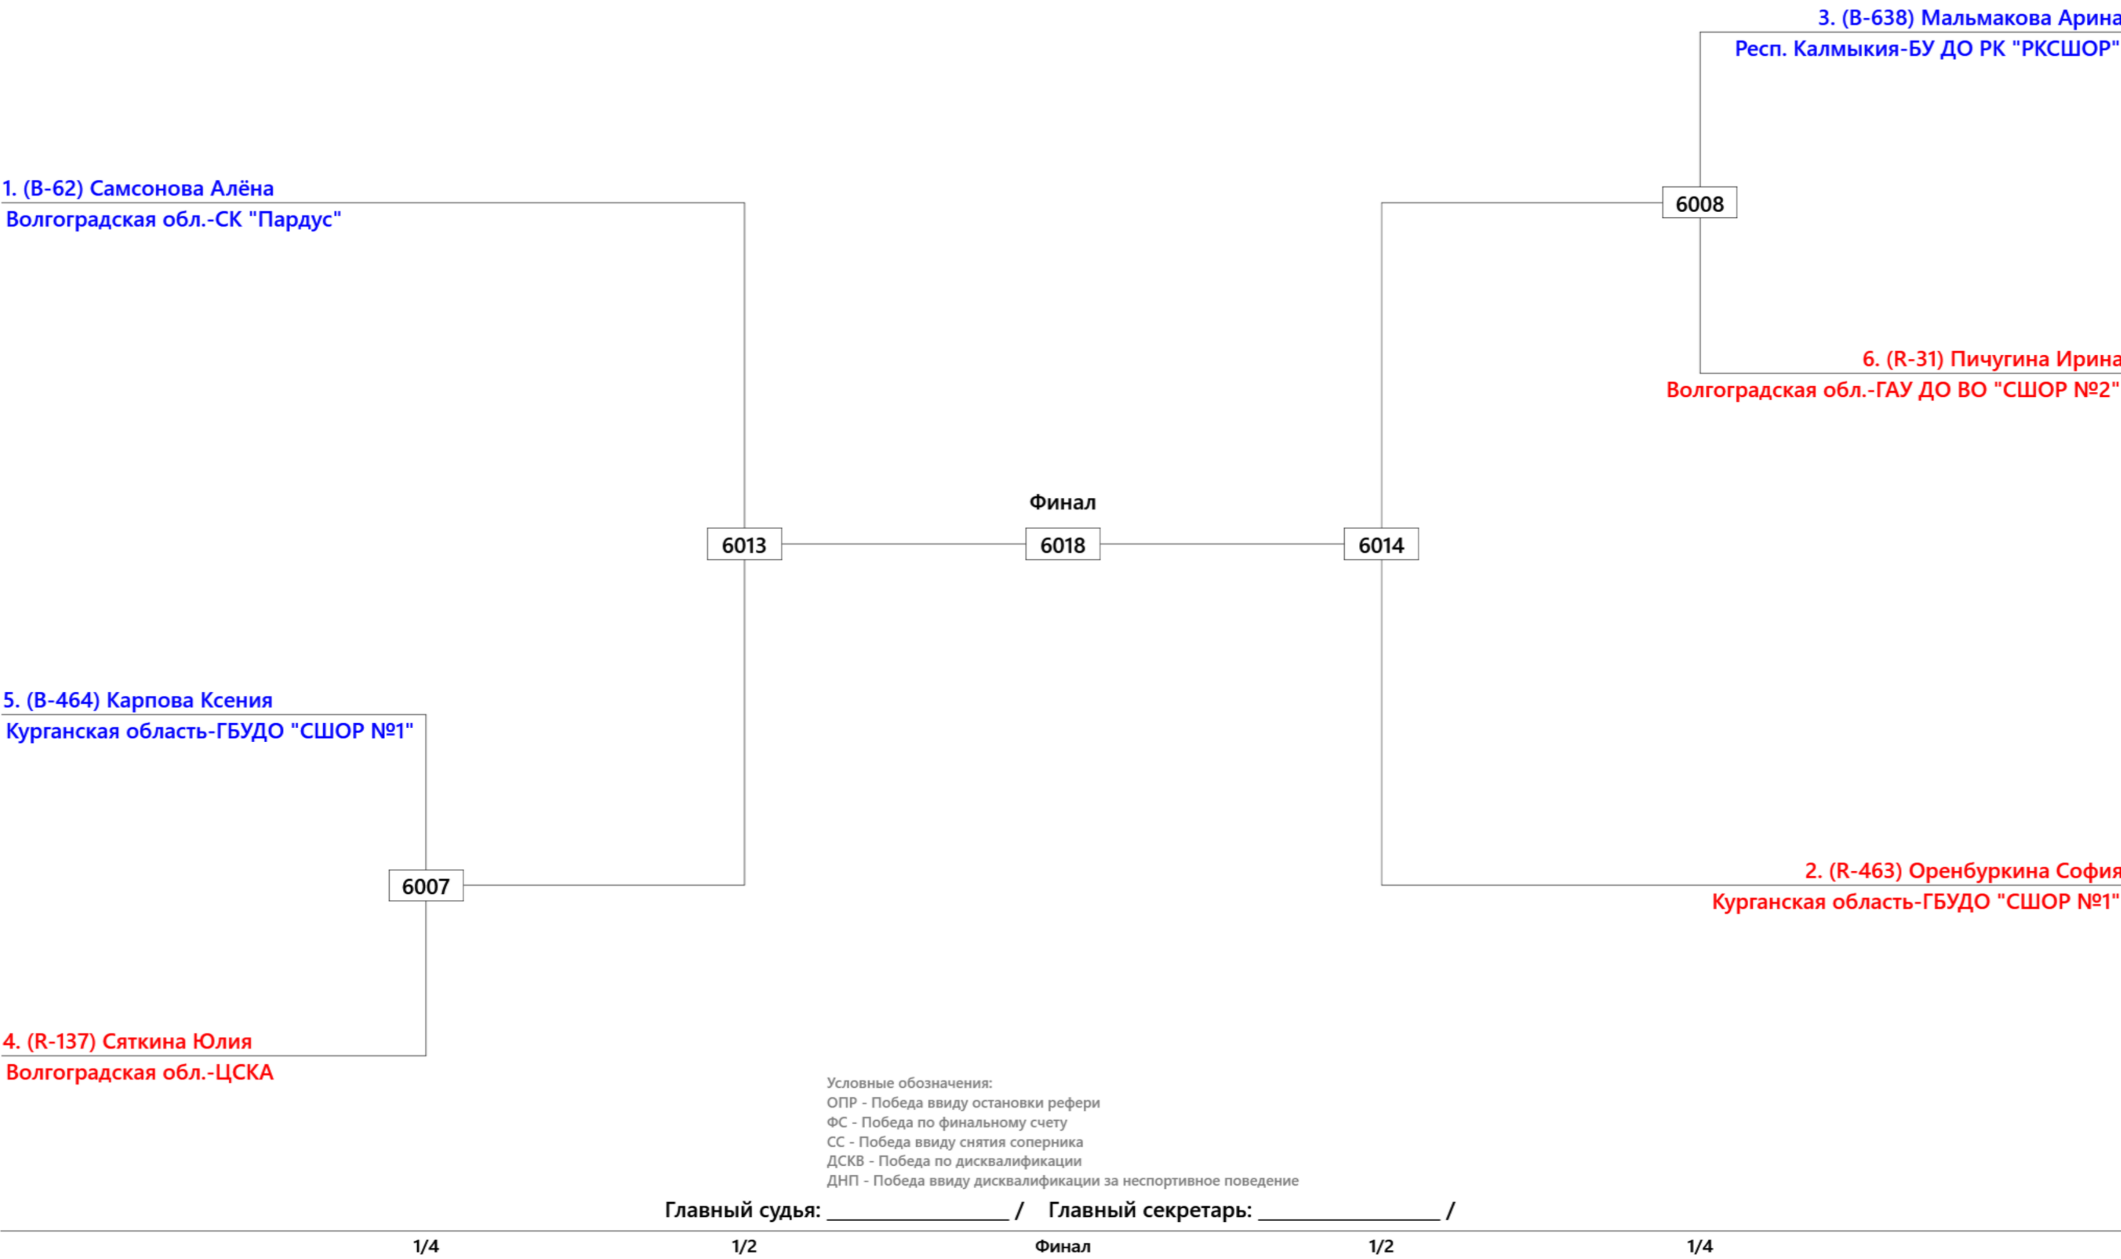 3. (B-638) Мальмакова Арина
Респ. Калмыкия-БУ ДО РК "РКСШОР"
1. (B-62) Самсонова Алёна
Волгоградская обл.-СК "Пардус"
6008
6. (R-31) Пичугина Ирина
Волгоградская обл.-ГАУ ДО ВО "СШОР №2"
Финал
6013
6018
6014
5. (B-464) Карпова Ксения
Курганская область-ГБУДО "СШОР №1"
6007
2. (R-463) Оренбуркина София
Курганская область-ГБУДО "СШОР №1"
4. (R-137) Сяткина Юлия
Волгоградская обл.-ЦСКА
Условные обозначения:
ОПР - Победа ввиду остановки рефери
ФС - Победа по финальному счету
СС - Победа ввиду снятия соперника
ДСКВ - Победа по дисквалификации
ДНП - Победа ввиду дисквалификации за неспортивное поведение
Главный судья: __________________ / Главный секретарь: __________________ /
1/4 1/2 Финал 1/2 1/4